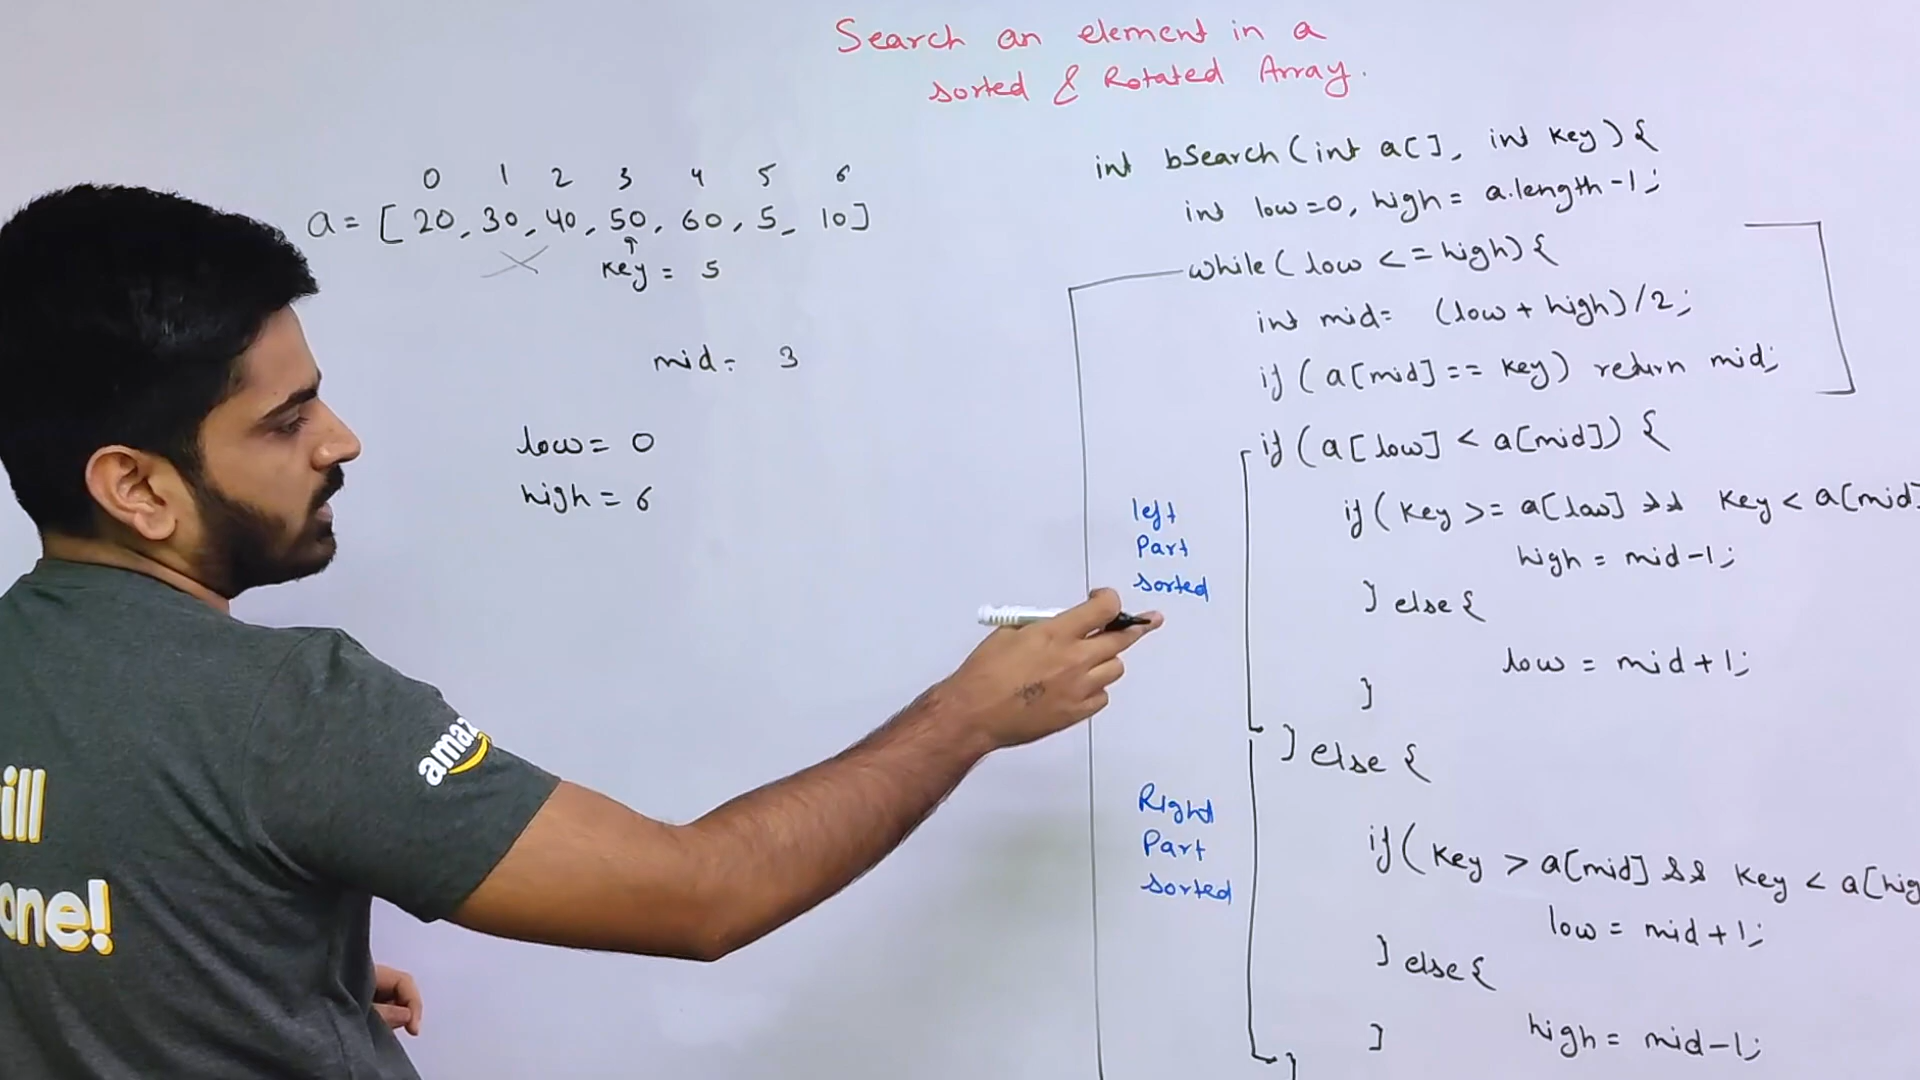 Search an element in a
sorted & Rotated Array.
0 1 2 3 4 5 6
a = [ 20, 30, 40, 50, 60, 5, 10]
↑
key = 5
mid = 3
low = 0
high = 6
int bSearch(int a[], int key){
int low=0, high= a.length-1;
while( low <= high){
int mid= (low + high)/2;
if (a[mid] == key) return mid;
if (a[low] < a[mid]) {
if ( key >= a[low] && key < a[mid]
high = mid-1;
} else {
low = mid+1;
}
} else {
if( key > a[mid] && key < a[hig
low = mid+1;
} else {
high = mid-1;
}
}
left
Part
sorted
Right
Part
sorted
amaz
ill
one!